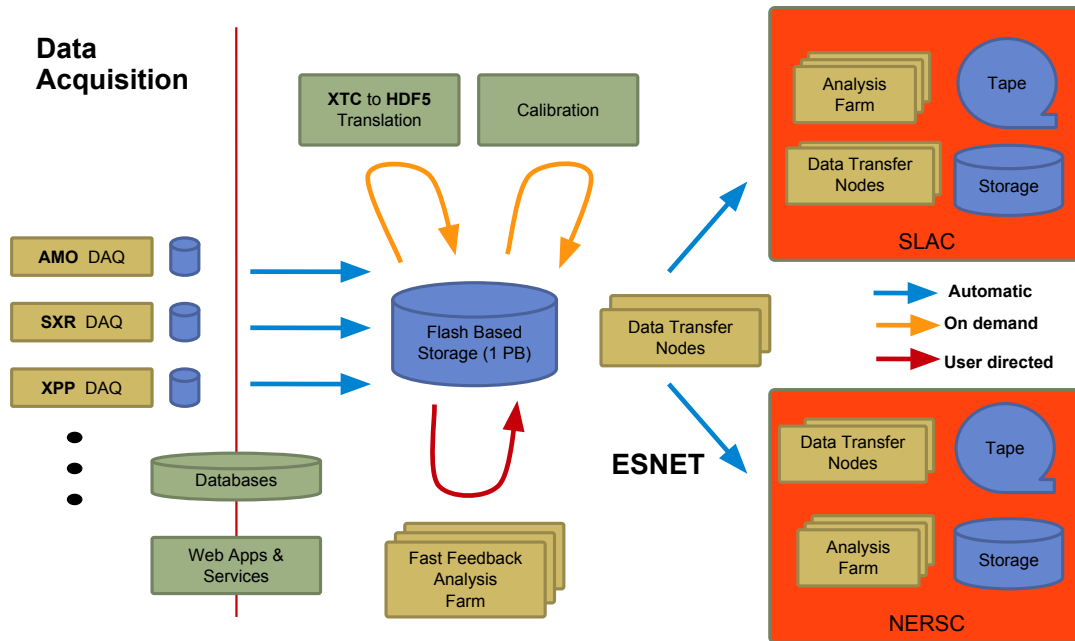 Data
Acquisition
XTC to HDF5
Translation
Calibration
Analysis
Farm
Tape
Data Transfer
Nodes
Storage
SLAC
AMO DAQ
SXR DAQ
XPP DAQ
Flash Based
Storage (1 PB)
Data Transfer
Nodes
Automatic
On demand
User directed
ESNET
Databases
Web Apps &
Services
Fast Feedback
Analysis
Farm
Data Transfer
Nodes
Tape
Analysis
Farm
Storage
NERSC